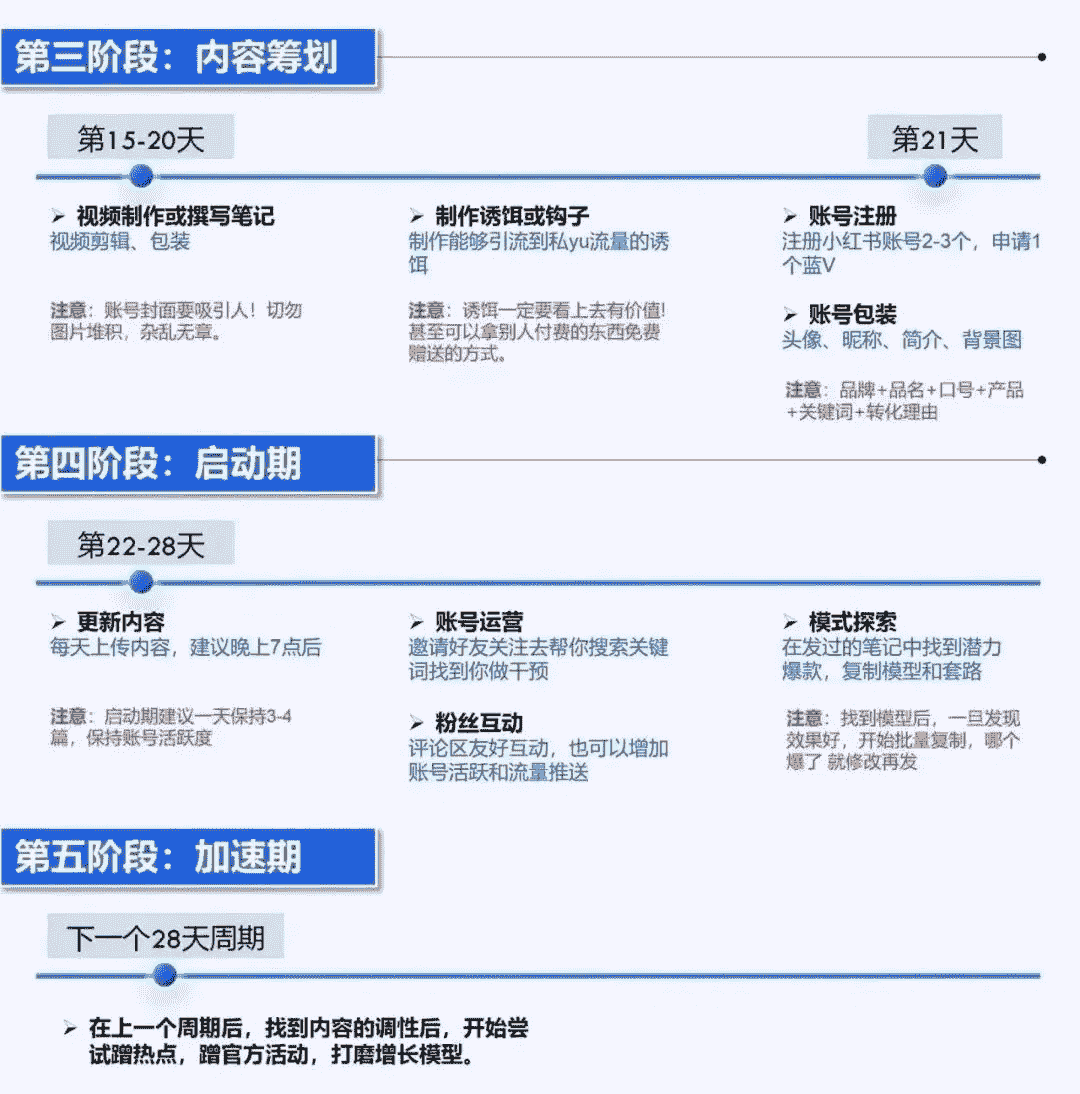 第三阶段：内容筹划
第15-20天
第21天
➢ 视频制作或撰写笔记
视频剪辑、包装
注意：账号封面要吸引人！切勿
图片堆积，杂乱无章。
➢ 制作诱饵或钩子
制作能够引流到私yu流量的诱
饵
注意：诱饵一定要看上去有价值!
甚至可以拿别人付费的东西免费
赠送的方式。
➢ 账号注册
注册小红书账号2-3个，申请1
个蓝V
➢ 账号包装
头像、昵称、简介、背景图
注意：品牌+品名+口号+产品
+关键词+转化理由
第四阶段：启动期
第22-28天
➢ 更新内容
每天上传内容，建议晚上7点后
注意：启动期建议一天保持3-4
篇，保持账号活跃度
➢ 账号运营
邀请好友关注去帮你搜索关键
词找到你做干预
➢ 粉丝互动
评论区友好互动，也可以增加
账号活跃和流量推送
➢ 模式探索
在发过的笔记中找到潜力
爆款，复制模型和套路
注意：找到模型后，一旦发现
效果好，开始批量复制，哪个
爆了 就修改再发
第五阶段：加速期
下一个28天周期
➢ 在上一个周期后，找到内容的调性后，开始尝
试蹭热点，蹭官方活动，打磨增长模型。